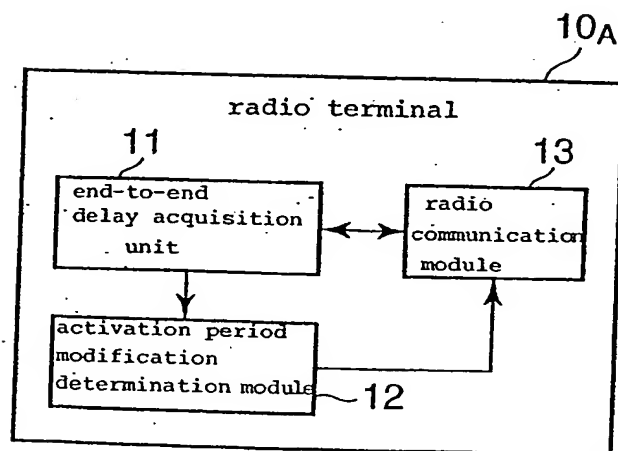 10A
radio terminal
11
13
end-to-end
delay acquisition
unit
radio
communication
module
activation period
modification
determination module
12